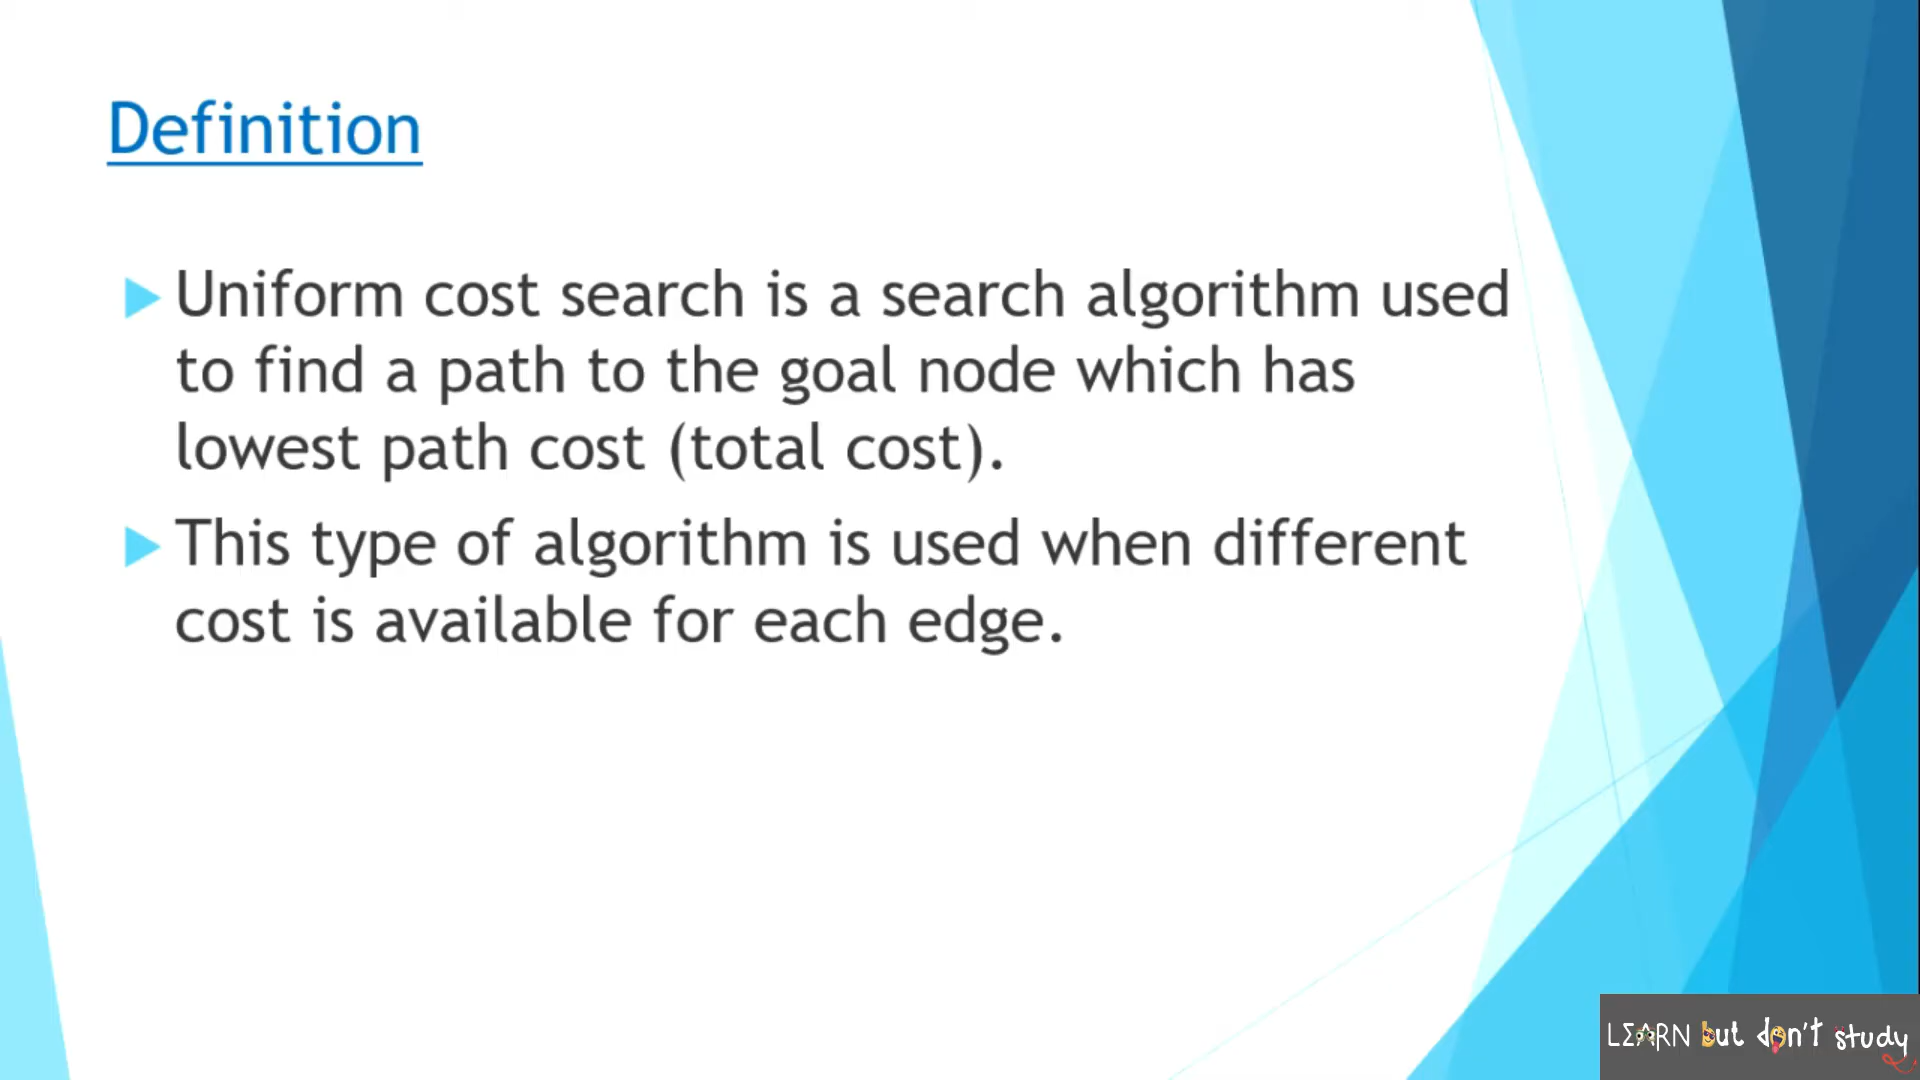 Definition
Uniform cost search is a search algorithm used
to find a path to the goal node which has
lowest path cost (total cost).
This type of algorithm is used when different
cost is available for each edge.
LEARN but don't study